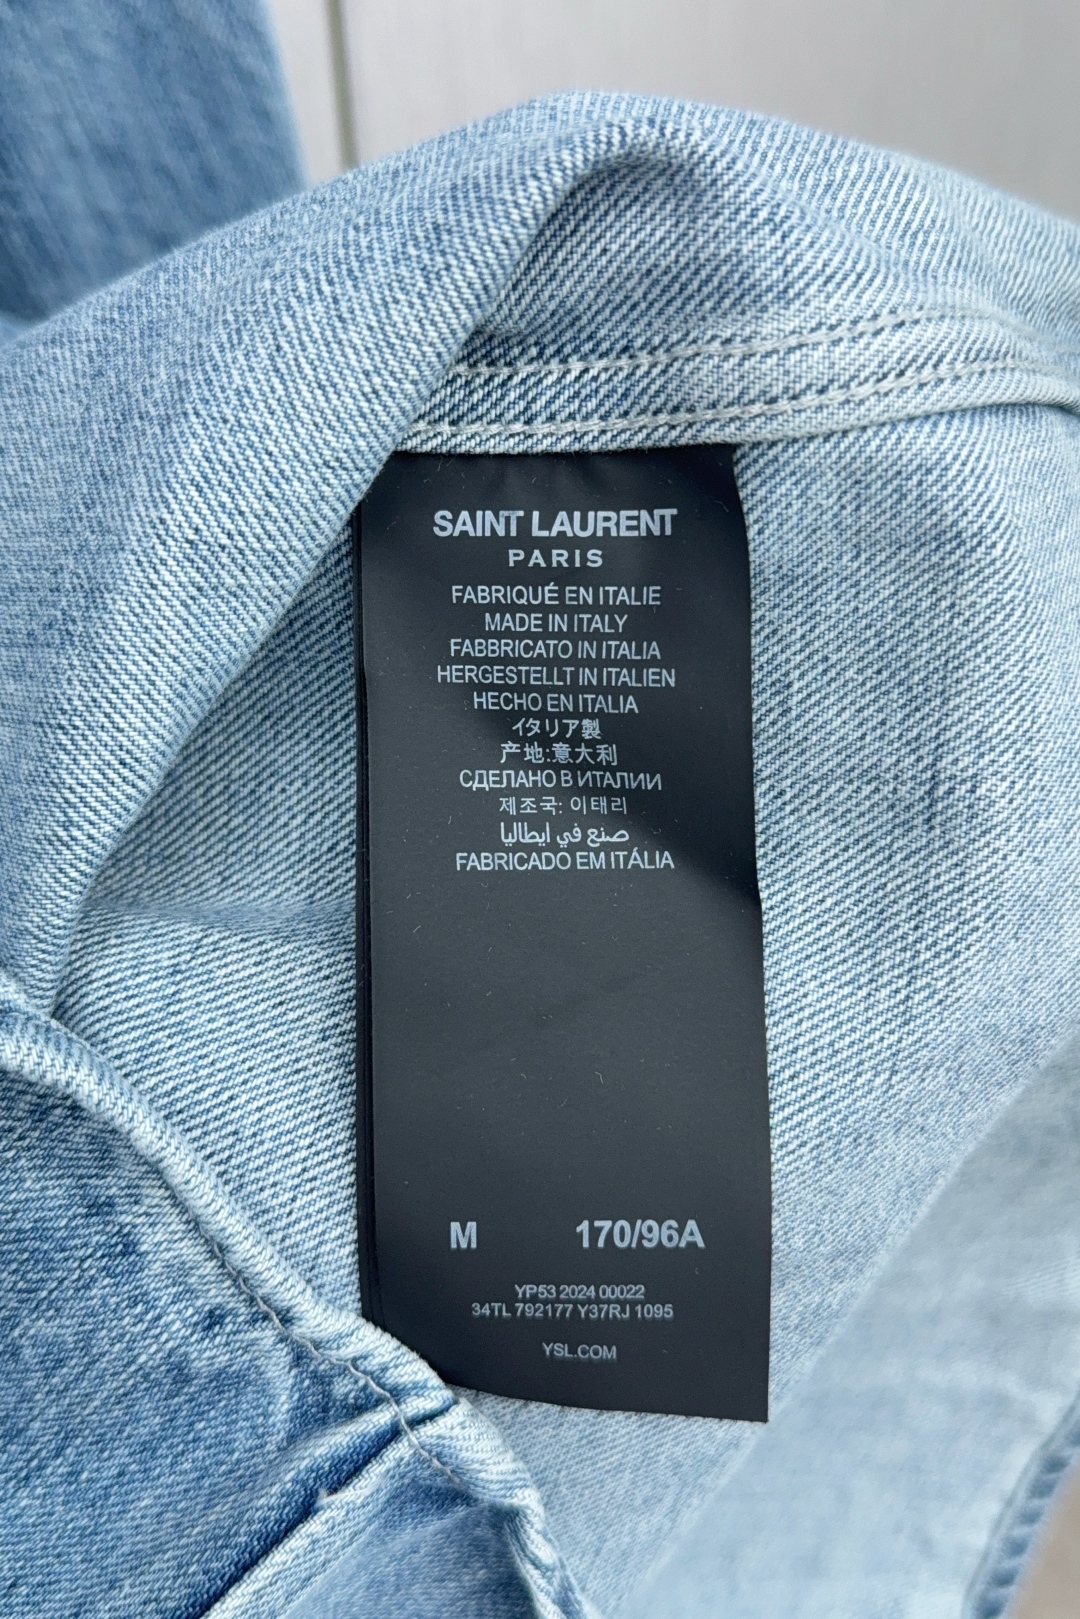 SAINT LAURENT
PARIS
FABRIQUÉ EN ITALIE
MADE IN ITALY
FABBRICATO IN ITALIA
HERGESTELLT IN ITALIEN
HECHO EN ITALIA
イタリア製
产地:意大利
СДЕЛАНО В ИТАЛИИ
제조국: 이태리
صنع في ايطاليا
FABRICADO EM ITÁLIA
M 170/96A
YP53 2024 00022
34TL 792177 Y37RJ 1095
YSL.COM